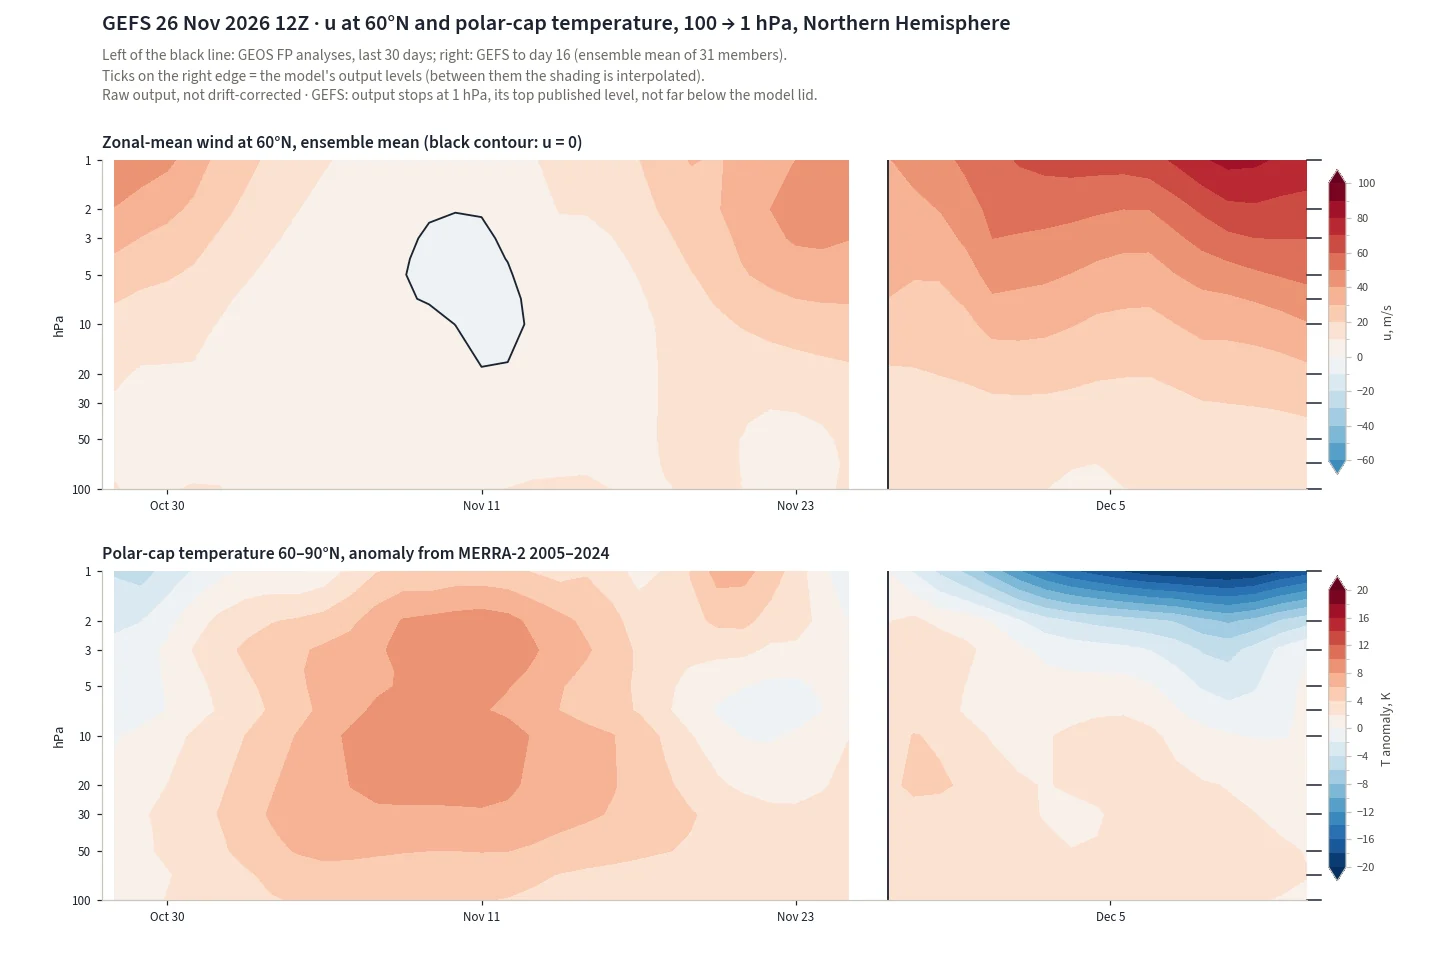 GEFS 26 Nov 2026 12Z · u at 60°N and polar-cap temperature, 100 → 1 hPa, Northern Hemisphere
Left of the black line: GEOS FP analyses, last 30 days; right: GEFS to day 16 (ensemble mean of 31 members).
Ticks on the right edge = the model's output levels (between them the shading is interpolated).
Raw output, not drift-corrected · GEFS: output stops at 1 hPa, its top published level, not far below the model lid.
Zonal-mean wind at 60°N, ensemble mean (black contour: u = 0)
1
2
3
5
10
20
30
50
100
hPa
Oct 30
Nov 11
Nov 23
Dec 5
100
80
60
40
20
0
−20
−40
−60
u, m/s
Polar-cap temperature 60–90°N, anomaly from MERRA-2 2005–2024
1
2
3
5
10
20
30
50
100
hPa
Oct 30
Nov 11
Nov 23
Dec 5
20
16
12
8
4
0
−4
−8
−12
−16
−20
T anomaly, K